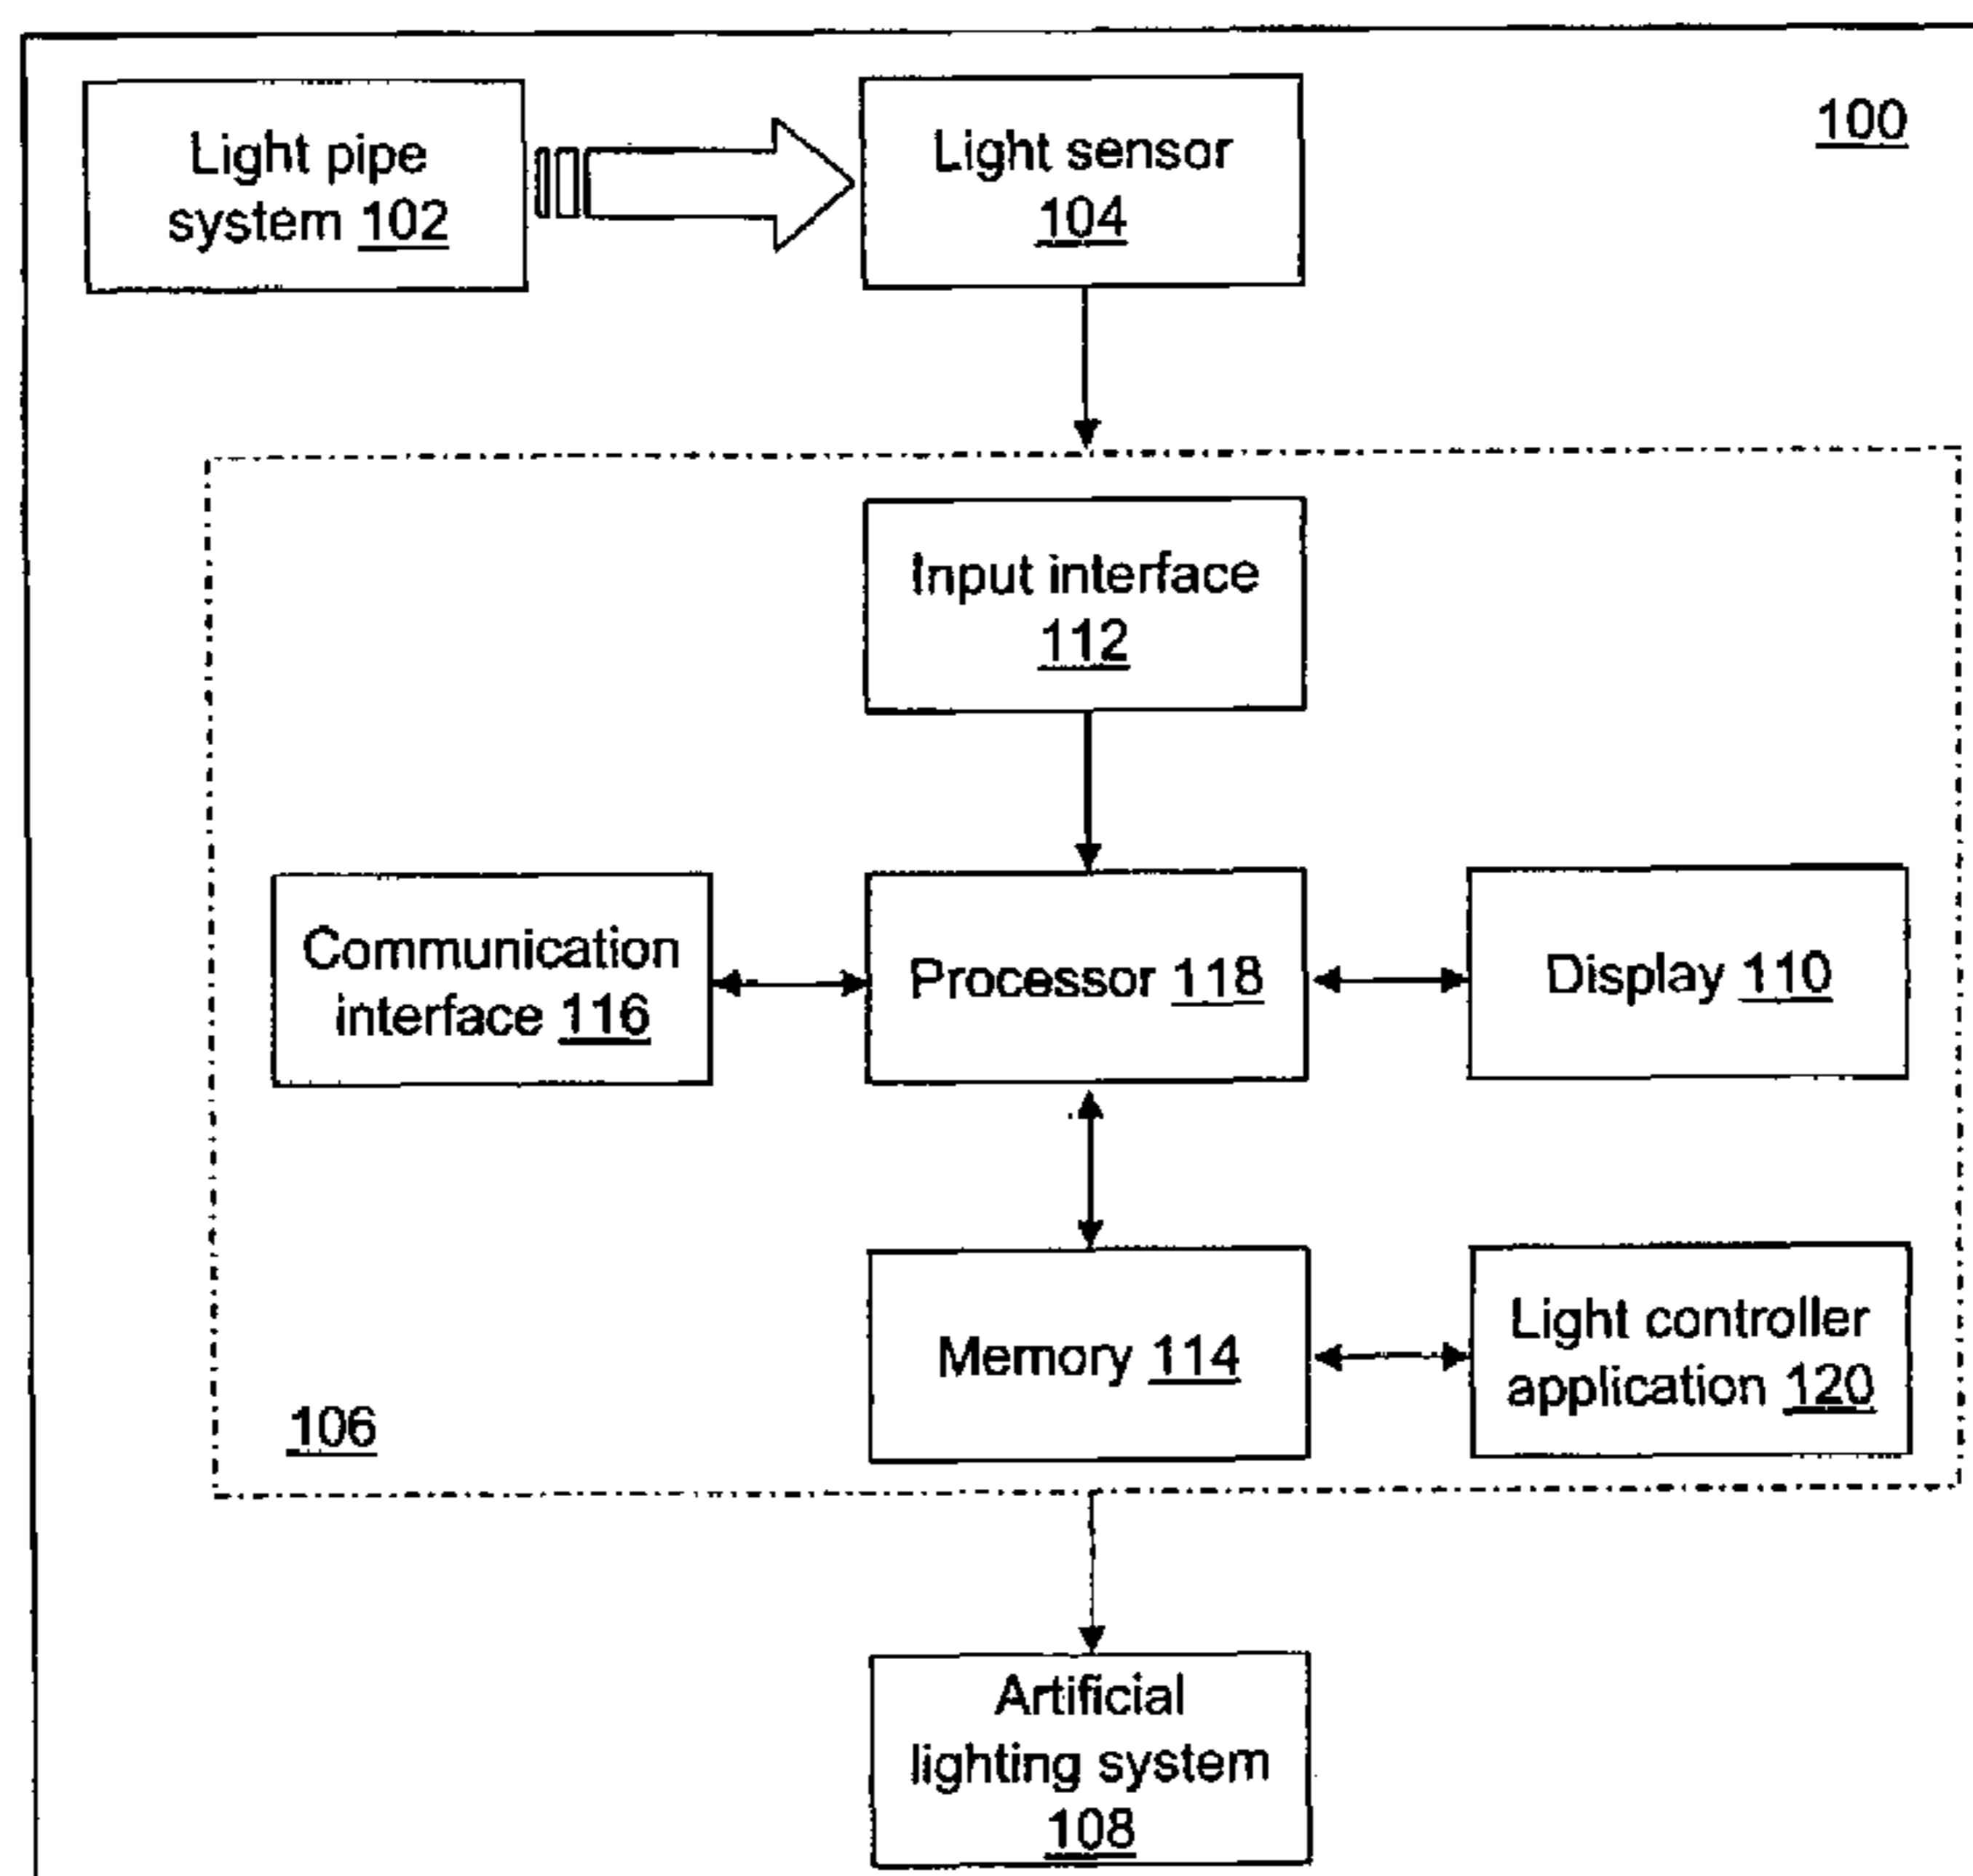 100
Light pipe
system 102
Light sensor
104
Input interface
112
Communication
interface 116
Processor 118
Display 110
Memory 114
Light controller
application 120
106
Artificial
lighting system
108